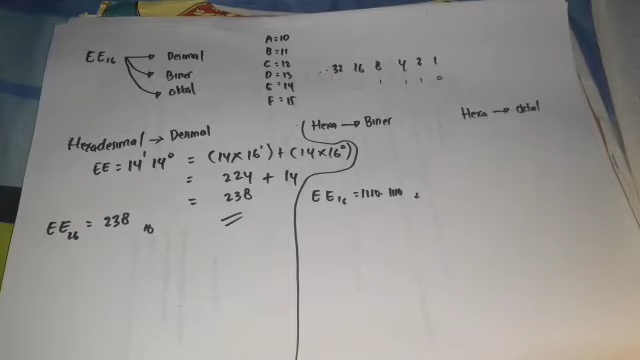 EE₁₆ → Desimal
→ Biner
→ Oktal
A = 10
B = 11
C = 12
D = 13
E = 14
F = 15
... 32 16 8 4 2 1
1 1 1 0
Hexadesimal → Desimal
EE = 14¹ 14⁰ = (14 x 16¹) + (14 x 16⁰)
= 224 + 14
= 238
EE₁₆ = 238 ₁₀
Hexa → Biner
EE₁₆ = 1110 . 1110 ₂
Hexa → Oktal